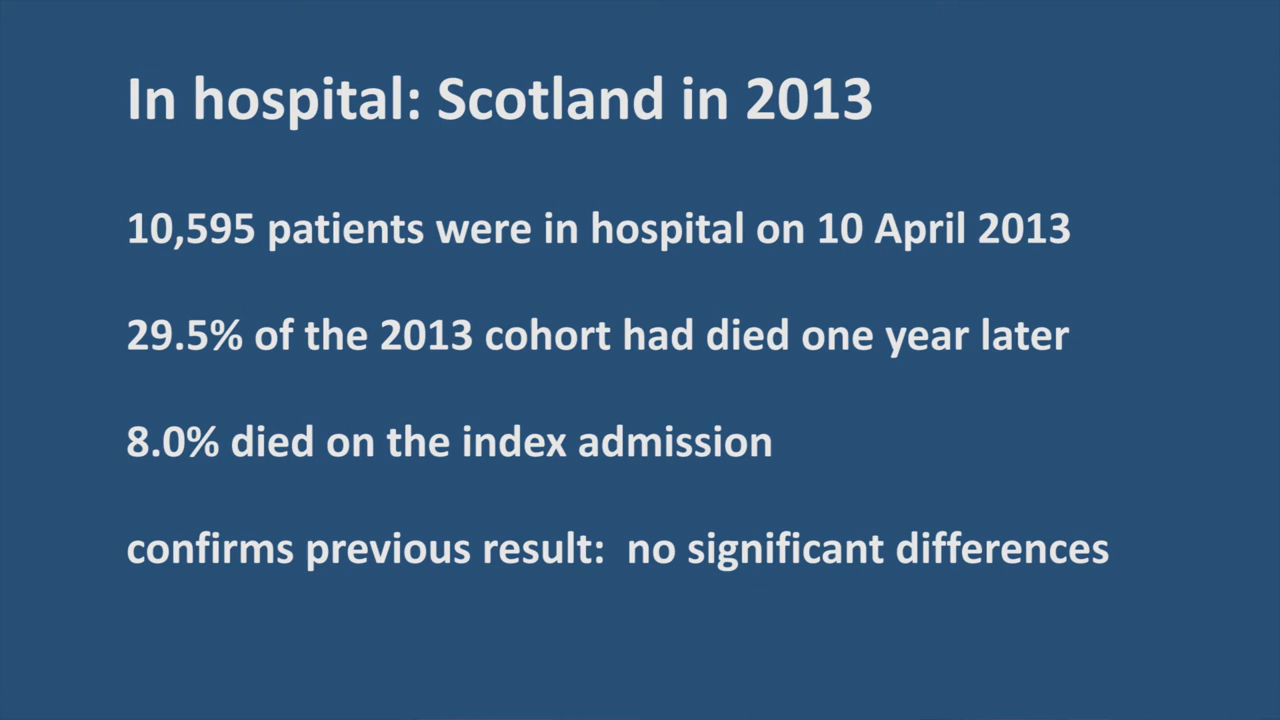 In hospital: Scotland in 2013
10,595 patients were in hospital on 10 April 2013
29.5% of the 2013 cohort had died one year later
8.0% died on the index admission
confirms previous result:  no significant differences